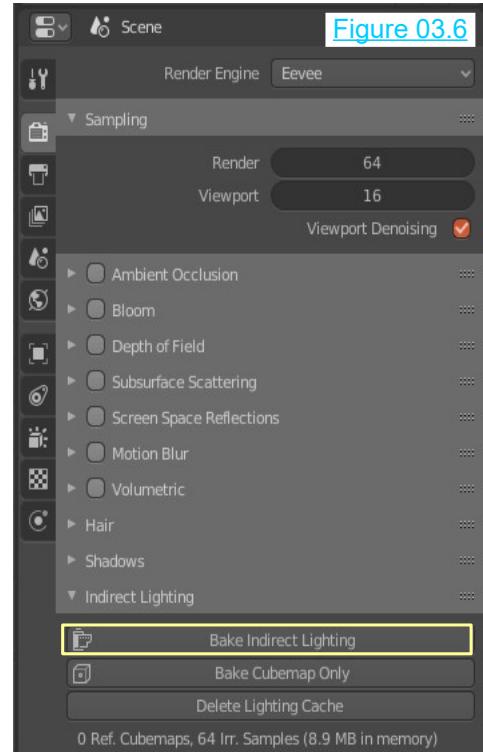 Scene
Figure 03.6
Render Engine Eevee
Sampling
Render 64
Viewport 16
Viewport Denoising
Ambient Occlusion
Bloom
Depth of Field
Subsurface Scattering
Screen Space Reflections
Motion Blur
Volumetric
Hair
Shadows
Indirect Lighting
Bake Indirect Lighting
Bake Cubemap Only
Delete Lighting Cache
0 Ref. Cubemaps, 64 Irr. Samples (8.9 MB in memory)